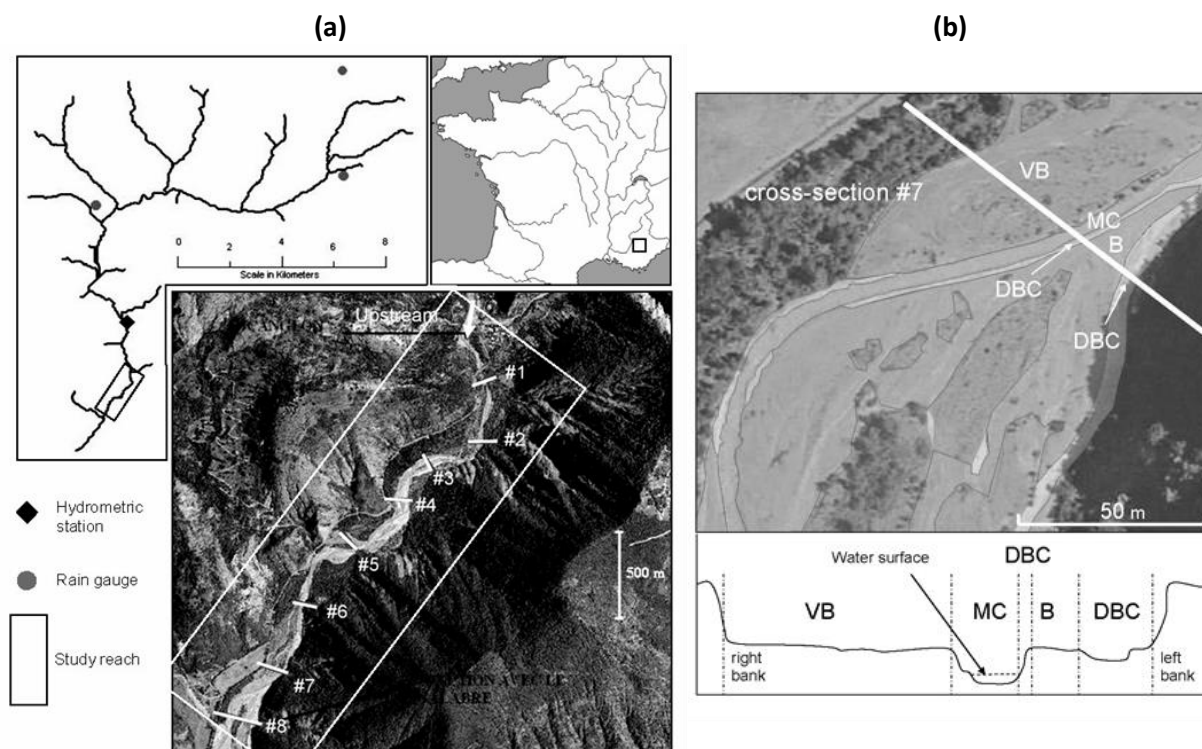 (a)
(b)
0 2 4 6 8
Scale in Kilometers
Upstream
#1
#2
#3
#4
#5
#6
#7
#8
500 m
AVEC LE
Hydrometric
station
Rain gauge
Study reach
cross-section #7
VB
MC
B
DBC
DBC
50 m
Water surface
DBC
VB
MC
B
DBC
right
bank
left
bank